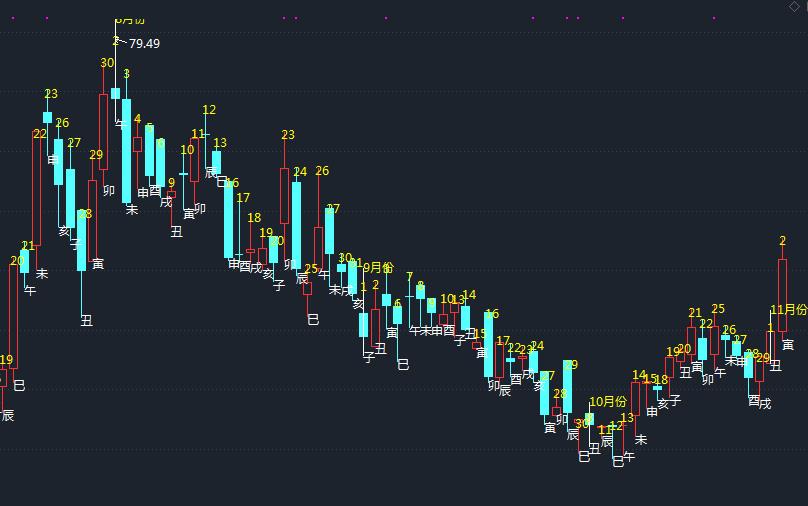 8月份
79.49
19
辰
20
巳
21
午
22
未
23
申
26
亥
27
子
28
丑
29
寅
30
卯
2
午
3
未
4
申
5
酉
6
戌
9
丑
10
寅
11
卯
12
辰
13
巳
16
申
17
酉
18
戌
19
亥
20
子
23
卯
24
辰
25
巳
26
午
27
未
30
戌
31
亥
9月份
1
子
2
丑
寅
6
巳
7
午
8
未
9
申
10
酉
13
子
14
丑
15
寅
16
卯
17
辰
22
酉
23
戌
24
亥
27
寅
28
卯
29
辰
30
巳
10月份
丑
11
辰
12
巳
13
午
14
未
15
申
18
亥
19
子
20
丑
21
寅
22
卯
25
午
26
未
27
申
28
酉
29
戌
11月份
1
丑
2
寅